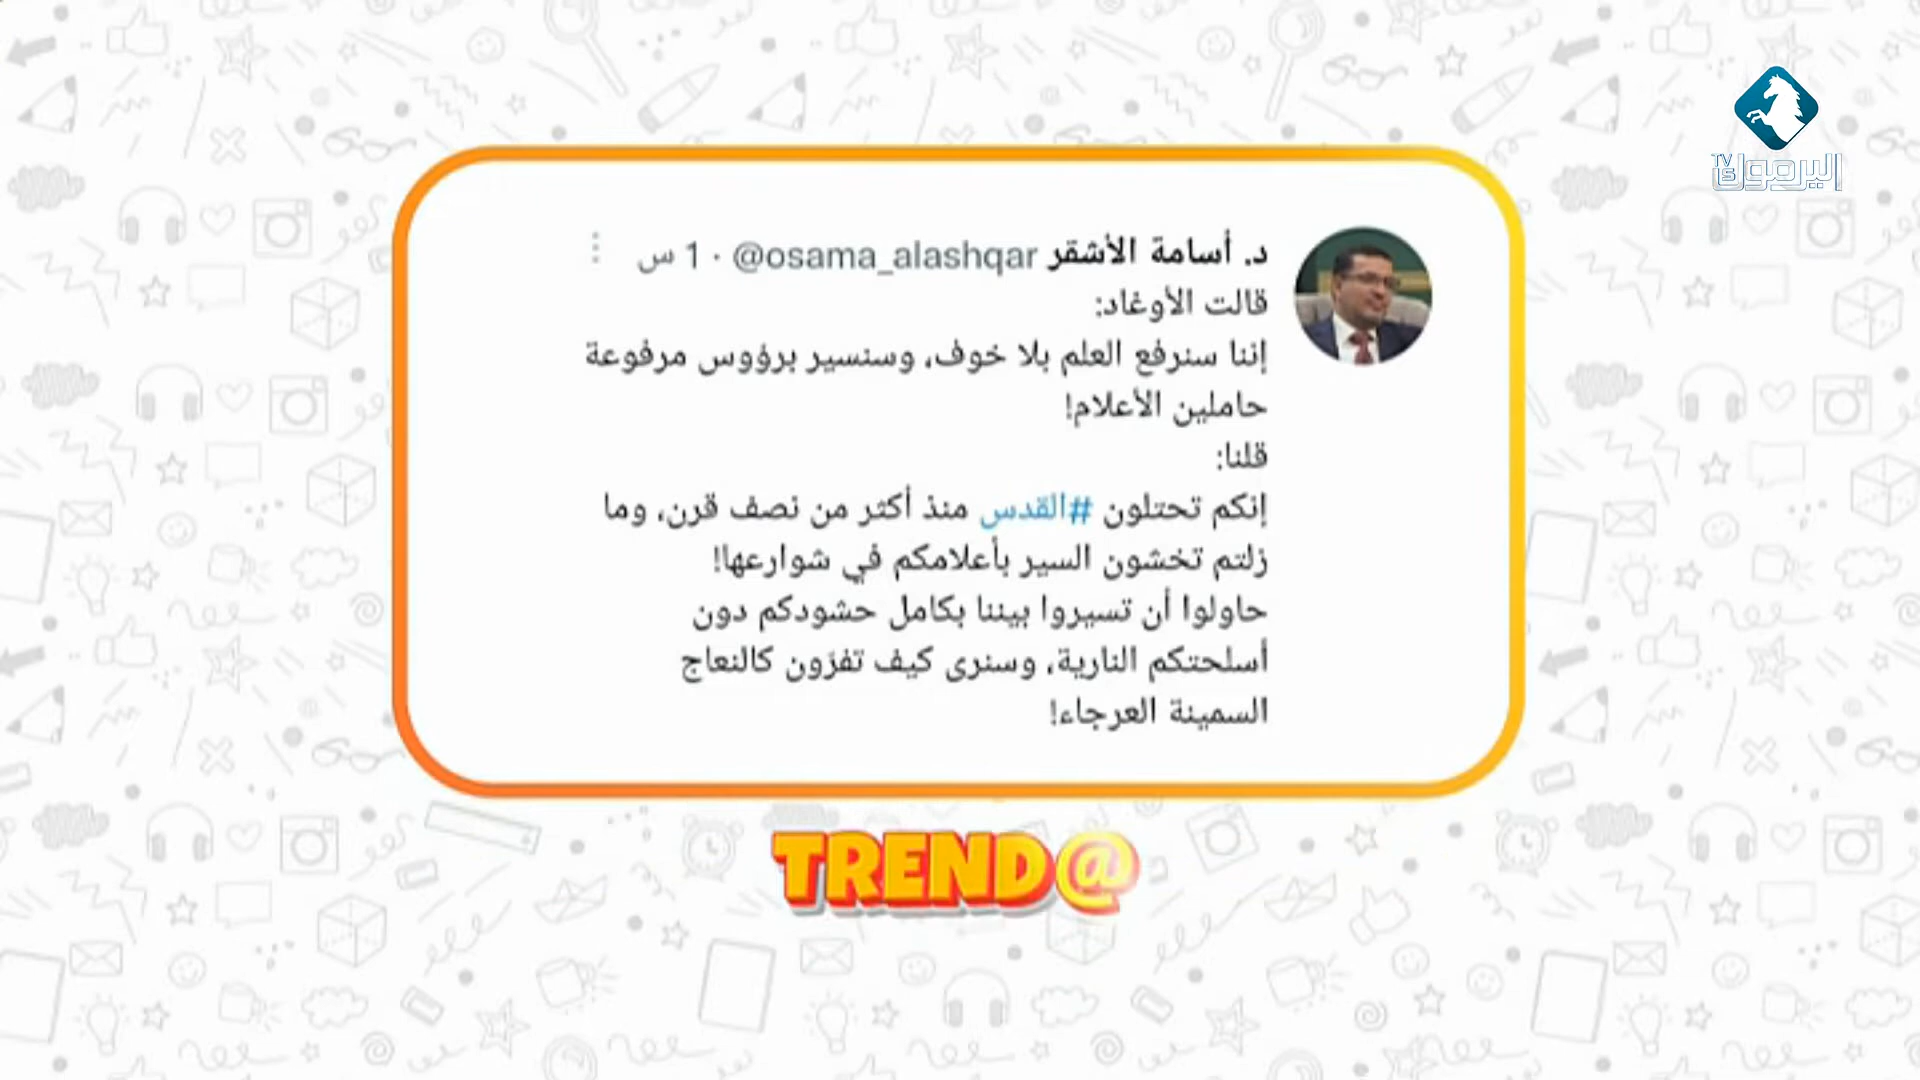 اليرموك
TV
د. أسامة الأشقر @osama_alashqar · 1 س
قالت الأوغاد:
إننا سنرفع العلم بلا خوف، وسنسير برؤوس مرفوعة
حاملين الأعلام!
قلنا:
إنكم تحتلون #القدس منذ أكثر من نصف قرن، وما
زلتم تخشون السير بأعلامكم في شوارعها!
حاولوا أن تسيروا بيننا بكامل حشودكم دون
أسلحتكم النارية، وسنرى كيف تفرّون كالنعاج
السمينة العرجاء!
TREND@